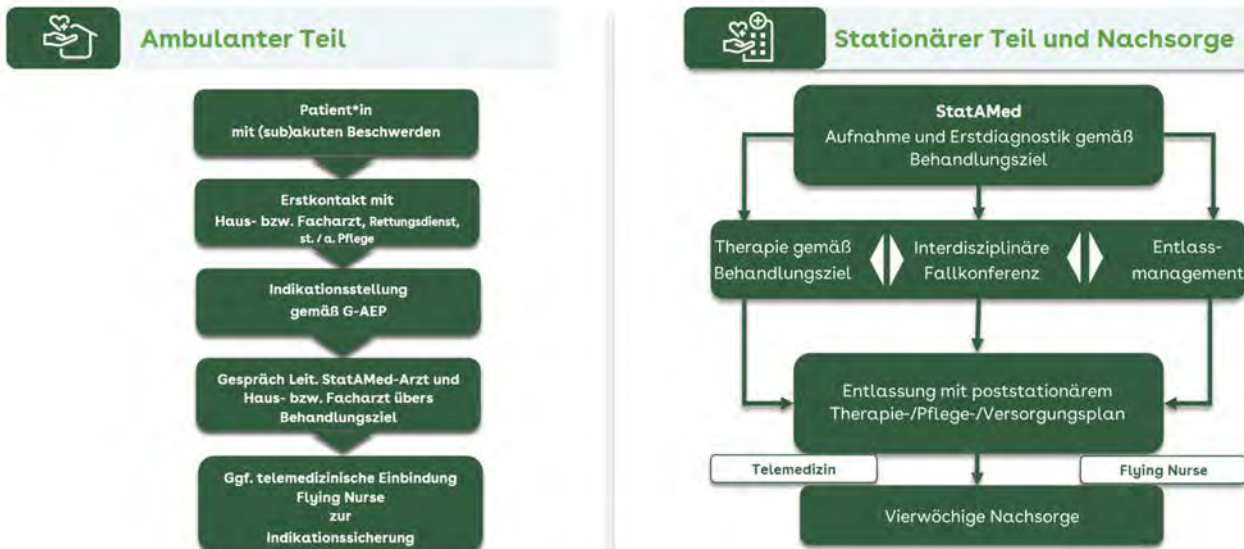 Ambulanter Teil
Patient*in
mit (sub)akuten Beschwerden
Erstkontakt mit
Haus- bzw. Facharzt, Rettungsdienst,
st. / a. Pflege
Indikationsstellung
gemäß G-AEP
Gespräch Leit. StatAMed-Arzt und
Haus- bzw. Facharzt übers
Behandlungsziel
Ggf. telemedizinische Einbindung
Flying Nurse
zur
Indikationssicherung
Stationärer Teil und Nachsorge
StatAMed
Aufnahme und Erstdiagnostik gemäß
Behandlungsziel
Therapie gemäß
Behandlungsziel
Interdisziplinäre
Fallkonferenz
Entlass-
management
Entlassung mit poststationärem
Therapie-/Pflege-/Versorgungsplan
Telemedizin
Flying Nurse
Vierwöchige Nachsorge